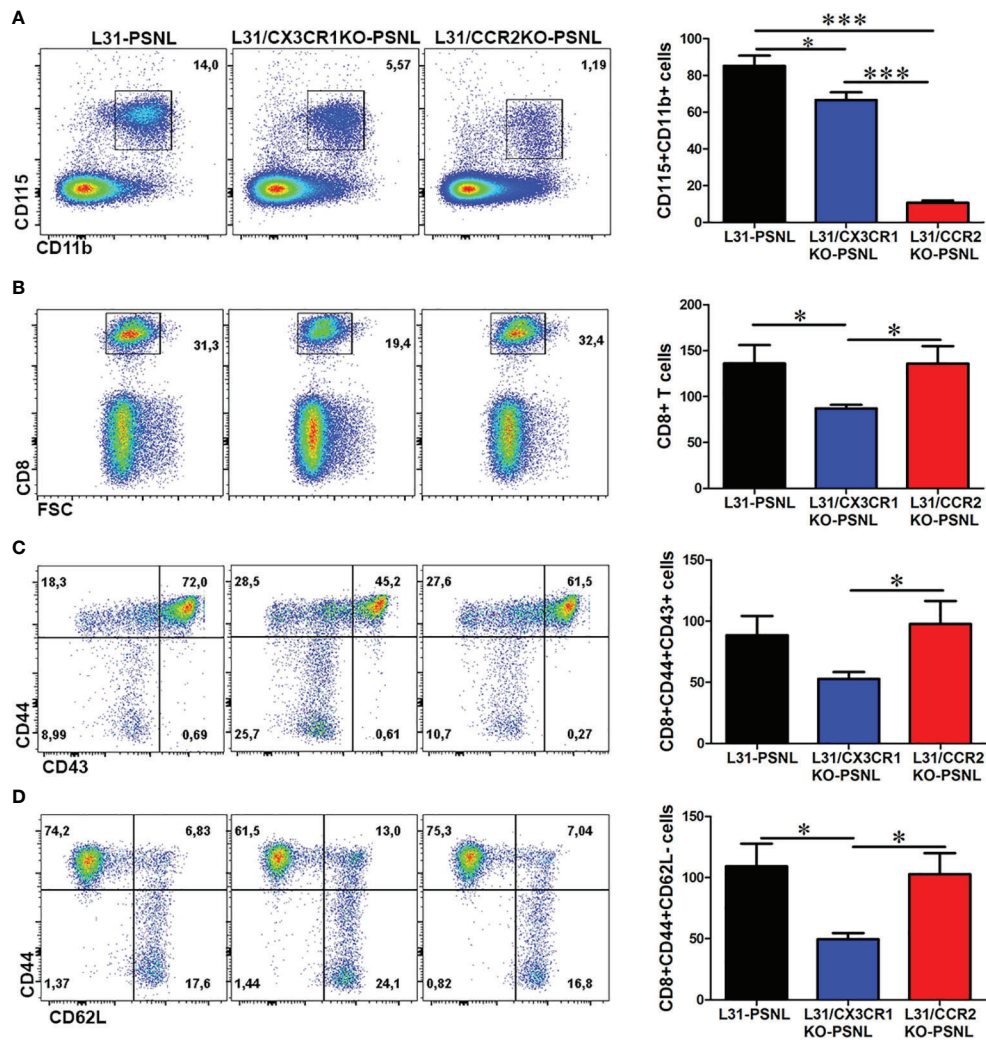 A
L31-PSNL
L31/CX3CR1KO-PSNL
L31/CCR2KO-PSNL
14,0
5,57
1,19
CD115
CD11b
CD115+CD11b+ cells
100
80
60
40
20
0
***
*
***
L31-PSNL
L31/CX3CR1
KO-PSNL
L31/CCR2
KO-PSNL
B
31,3
19,4
32,4
CD8
FSC
CD8+ T cells
200
150
100
50
0
*
*
L31-PSNL
L31/CX3CR1
KO-PSNL
L31/CCR2
KO-PSNL
C
18,3
72,0
28,5
45,2
27,6
61,5
8,99
0,69
25,7
0,61
10,7
0,27
CD44
CD43
CD8+CD44+CD43+ cells
150
100
50
0
*
L31-PSNL
L31/CX3CR1
KO-PSNL
L31/CCR2
KO-PSNL
D
74,2
6,83
61,5
13,0
75,3
7,04
1,37
17,6
1,44
24,1
0,82
16,8
CD44
CD62L
CD8+CD44+CD62L- cells
150
100
50
0
*
*
L31-PSNL
L31/CX3CR1
KO-PSNL
L31/CCR2
KO-PSNL